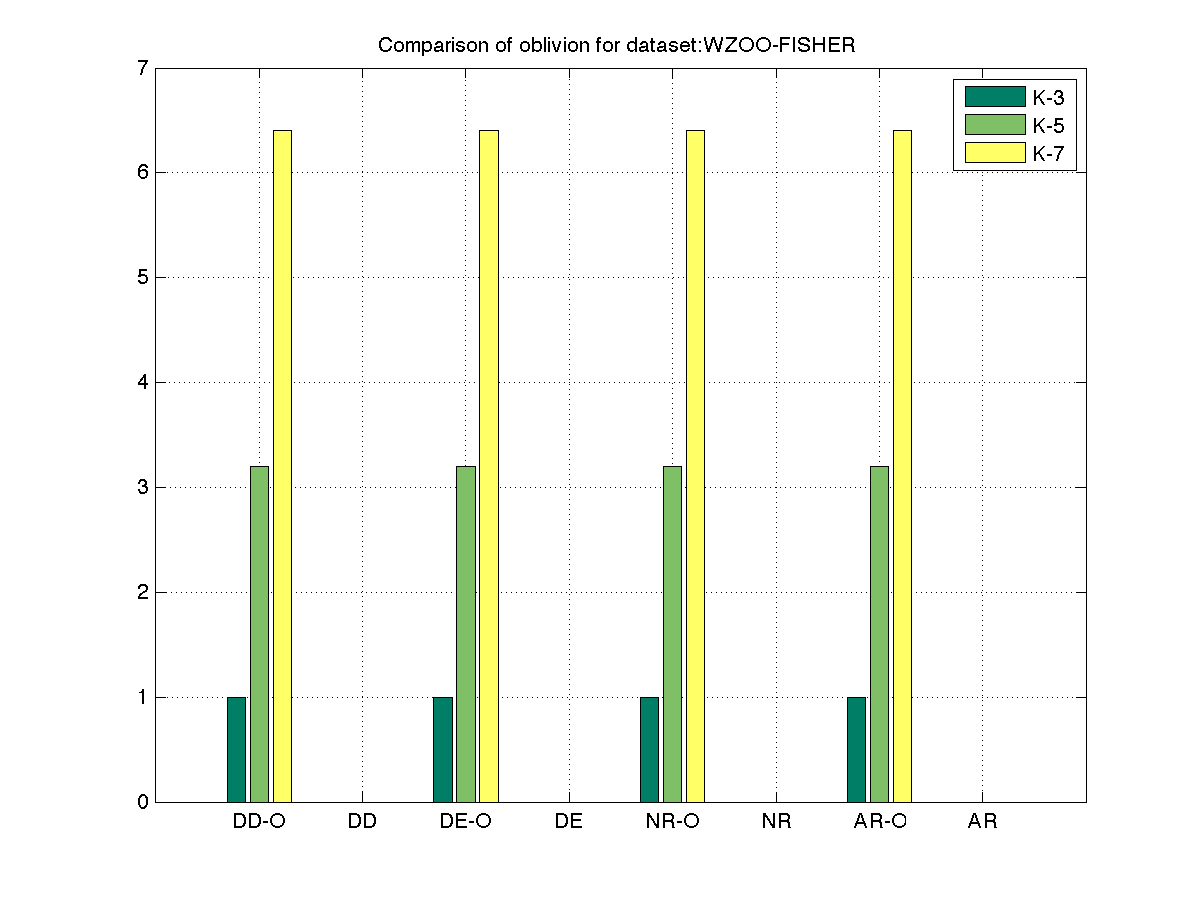 Comparison of oblivion for dataset:WZOO-FISHER
7
6
5
4
3
2
1
0
K-3
K-5
K-7
DD-O DD DE-O DE NR-O NR AR-O AR